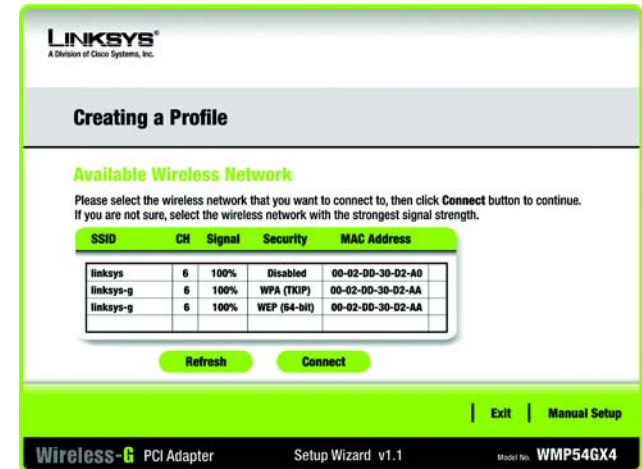 LINKSYS®
A Division of Cisco Systems, Inc.
Creating a Profile
Available Wireless Network
Please select the wireless network that you want to connect to, then click Connect button to continue.
If you are not sure, select the wireless network with the strongest signal strength.
SSID CH Signal Security MAC Address
linksys 6 100% Disabled 00-02-DD-30-D2-A0
linksys-g 6 100% WPA (TKIP) 00-02-DD-30-D2-AA
linksys-g 6 100% WEP (64-bit) 00-02-DD-30-D2-AA
Refresh Connect
Exit Manual Setup
Wireless-G PCI Adapter Setup Wizard v1.1 Model No. WMP54GX4